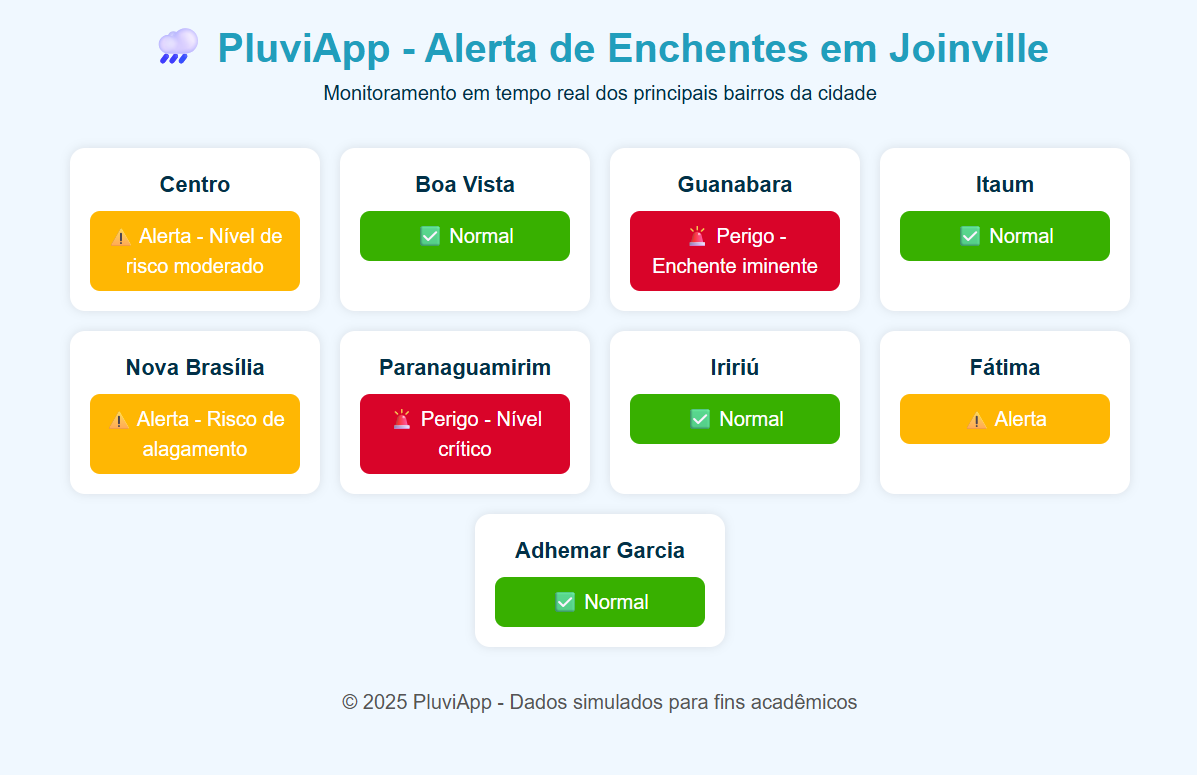 PluviApp - Alerta de Enchentes em Joinville
Monitoramento em tempo real dos principais bairros da cidade
Centro
⚠️ Alerta - Nível de
risco moderado
Boa Vista
✅ Normal
Guanabara
🚨 Perigo -
Enchente iminente
Itaum
✅ Normal
Nova Brasília
⚠️ Alerta - Risco de
alagamento
Paranaguamirim
🚨 Perigo - Nível
crítico
Iririú
✅ Normal
Fátima
⚠️ Alerta
Adhemar Garcia
✅ Normal
© 2025 PluviApp - Dados simulados para fins acadêmicos